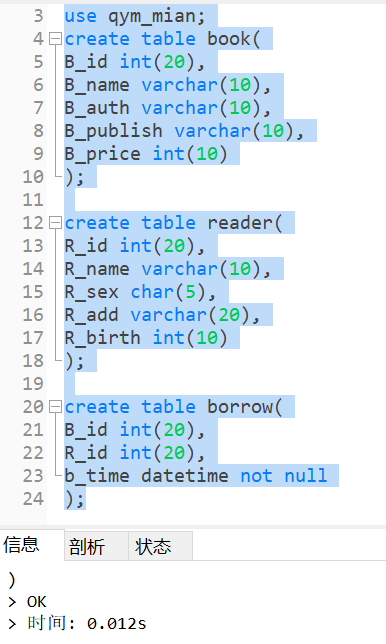 3 use qym_mian;
4 create table book(
5 B_id int(20),
6 B_name varchar(10),
7 B_auth varchar(10),
8 B_publish varchar(10),
9 B_price int(10)
10 );
11
12 create table reader(
13 R_id int(20),
14 R_name varchar(10),
15 R_sex char(5),
16 R_add varchar(20),
17 R_birth int(10)
18 );
19
20 create table borrow(
21 B_id int(20),
22 R_id int(20),
23 b_time datetime not null
24 );
信息 剖析 状态
)
> OK
> 时间: 0.012s